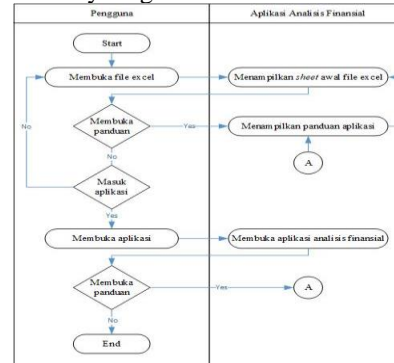 Pengguna
Aplikasi Analisis Finansial
Start
Membuka file excel
Menampilkan sheet awal file excel
Membuka
panduan
Yes
Menampilkan panduan aplikasi
No
No
A
Masuk
aplikasi
Yes
Membuka aplikasi
Membuka aplikasi analisis finansial
Membuka
panduan
Yes
A
No
End